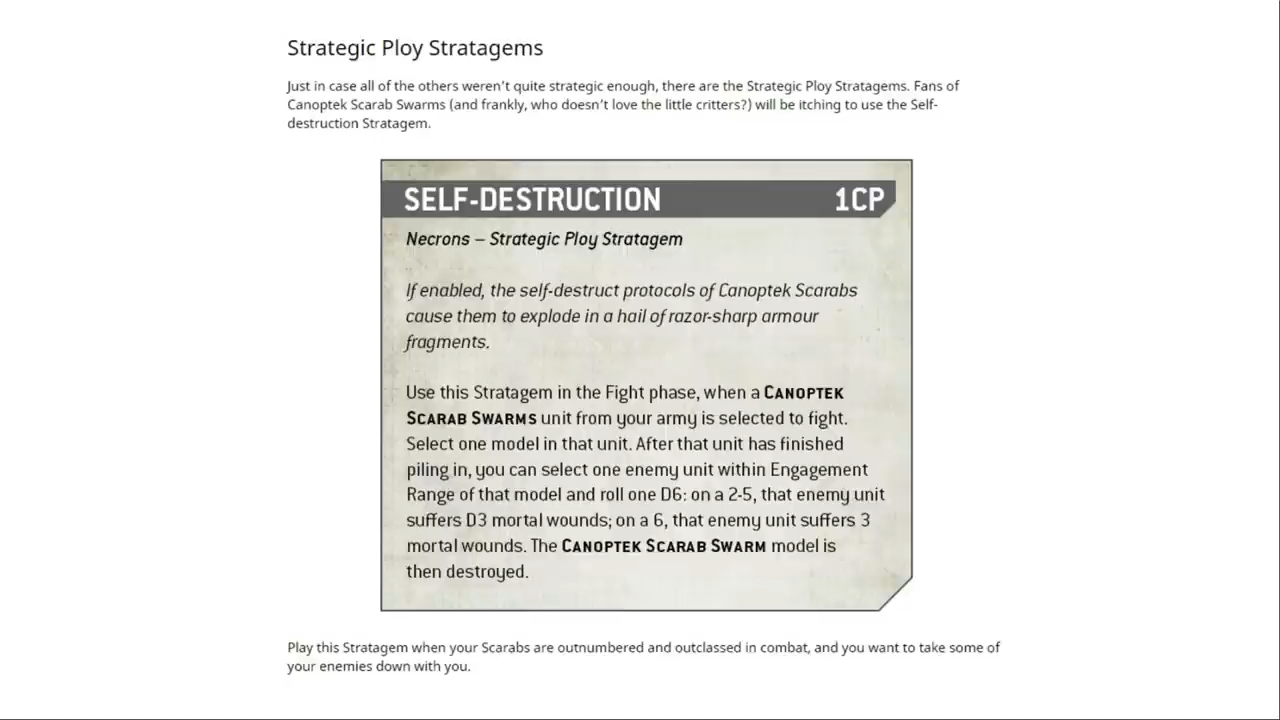 Strategic Ploy Stratagems
Just in case all of the others weren't quite strategic enough, there are the Strategic Ploy Stratagems. Fans of
Canoptek Scarab Swarms (and frankly, who doesn't love the little critters?) will be itching to use the Self-
destruction Stratagem.
SELF-DESTRUCTION 1CP
Necrons – Strategic Ploy Stratagem
If enabled, the self-destruct protocols of Canoptek Scarabs
cause them to explode in a hail of razor-sharp armour
fragments.
Use this Stratagem in the Fight phase, when a CANOPTEK
SCARAB SWARMS unit from your army is selected to fight.
Select one model in that unit. After that unit has finished
piling in, you can select one enemy unit within Engagement
Range of that model and roll one D6: on a 2-5, that enemy unit
suffers D3 mortal wounds; on a 6, that enemy unit suffers 3
mortal wounds. The CANOPTEK SCARAB SWARM model is
then destroyed.
Play this Stratagem when your Scarabs are outnumbered and outclassed in combat, and you want to take some of
your enemies down with you.